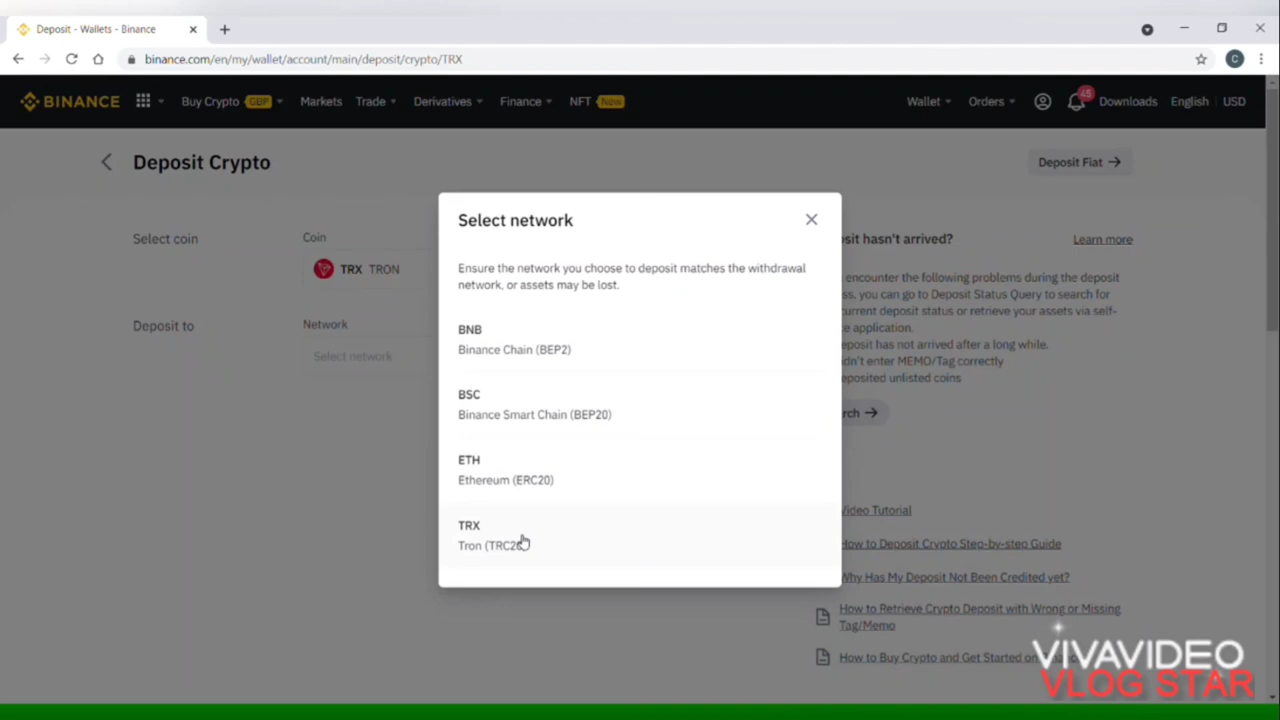 Deposit - Wallets - Binance
binance.com/en/my/wallet/account/main/deposit/crypto/TRX
C
BINANCE
Buy Crypto GBP
Markets
Trade
Derivatives
Finance
NFT New
Wallet
Orders
45
Downloads
English
USD
Deposit Crypto
Deposit Fiat
Select coin
Coin
TRX TRON
Deposit to
Network
Select network
Select network
Ensure the network you choose to deposit matches the withdrawal
network, or assets may be lost.
BNB
Binance Chain (BEP2)
BSC
Binance Smart Chain (BEP20)
ETH
Ethereum (ERC20)
TRX
Tron (TRC20
hasn't arrived?
Learn more
encounter the following problems during the deposit
you can go to Deposit Status Query to search for
current deposit status or retrieve your assets via self-
application.
deposit has not arrived after a long while.
enter MEMO/Tag correctly
unlisted coins
Video Tutorial
How to Deposit Crypto Step-by-step Guide
Why Has My Deposit Not Been Credited yet?
How to Retrieve Crypto Deposit with Wrong or Missing
Tag/Memo
How to Buy Crypto and Get Started on
VIVAVIDEO
VLOG STAR